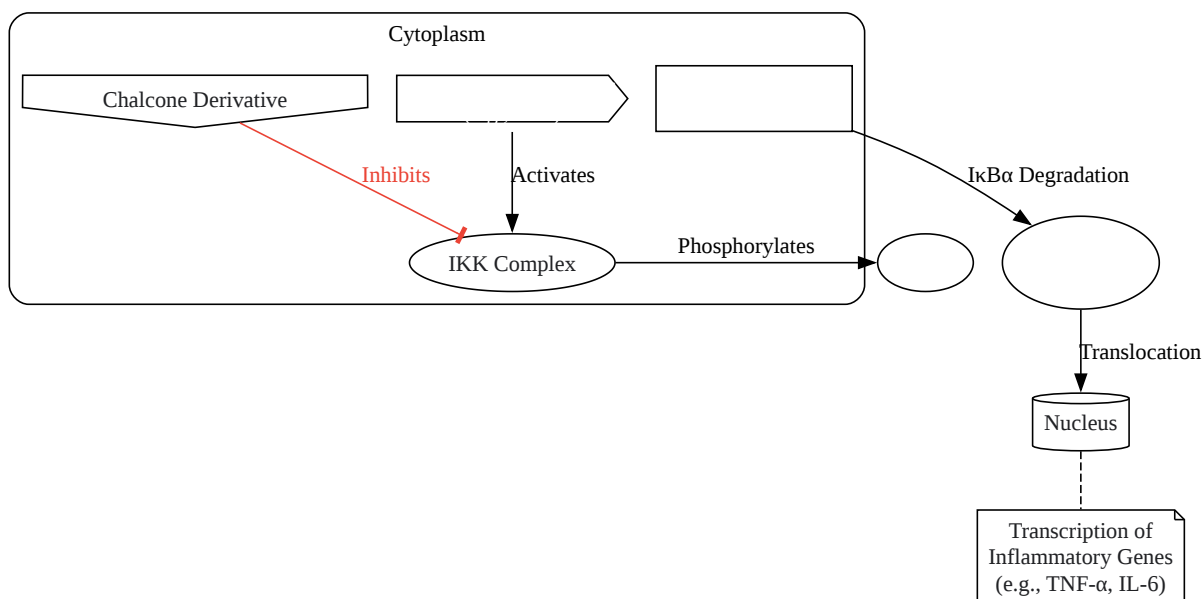 Cytoplasm
Chalcone Derivative
Inhibits
Activates
IκBα Degradation
IKK Complex
Phosphorylates
Translocation
Nucleus
Transcription of
Inflammatory Genes
(e.g., TNF-α, IL-6)